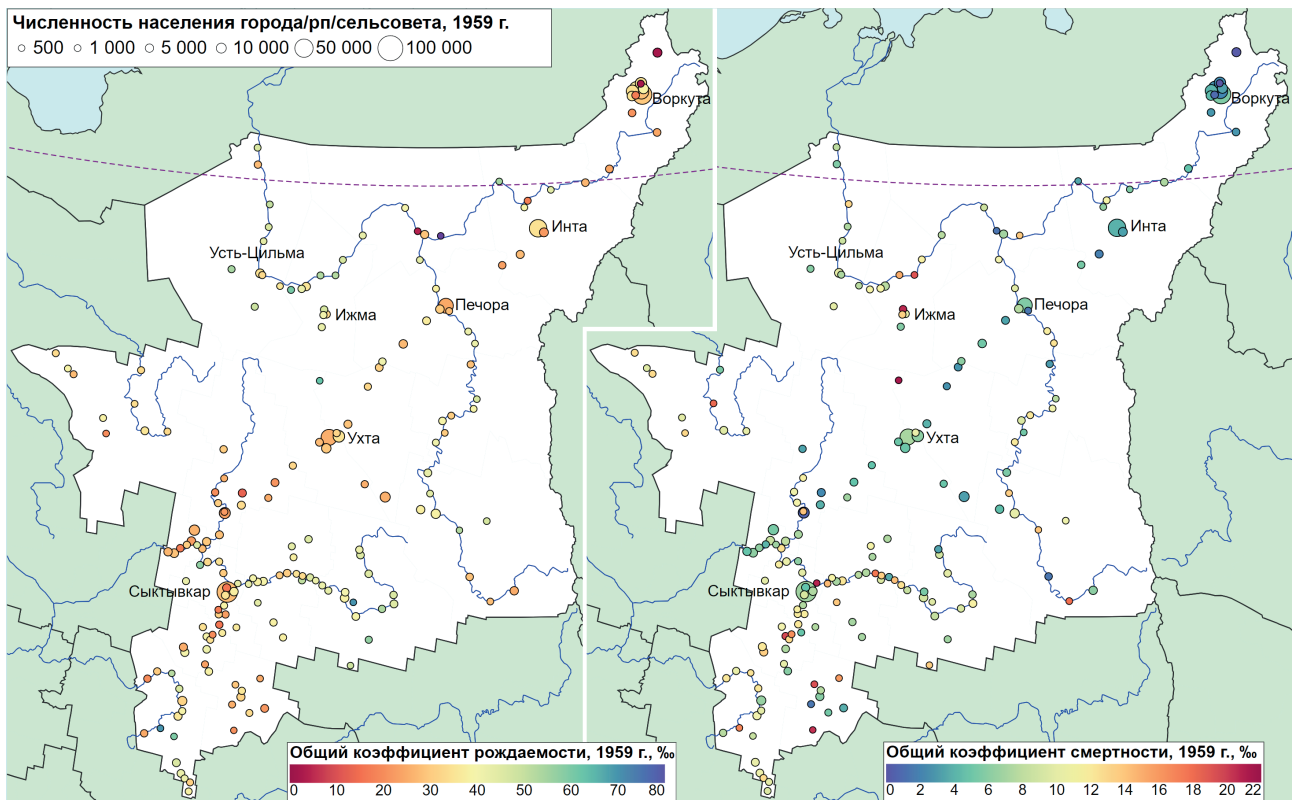 Численность населения города/рп/сельсовета, 1959 г.
500 1 000 5 000 10 000 50 000 100 000
Воркута
Воркута
Усть-Цильма
Инта
Усть-Цильма
Инта
Ижма
Печора
Ижма
Печора
Ухта
Ухта
Сыктывкар
Сыктывкар
Общий коэффициент рождаемости, 1959 г., ‰
0 10 20 30 40 50 60 70 80
Общий коэффициент смертности, 1959 г., ‰
0 2 4 6 8 10 12 14 16 18 20 22